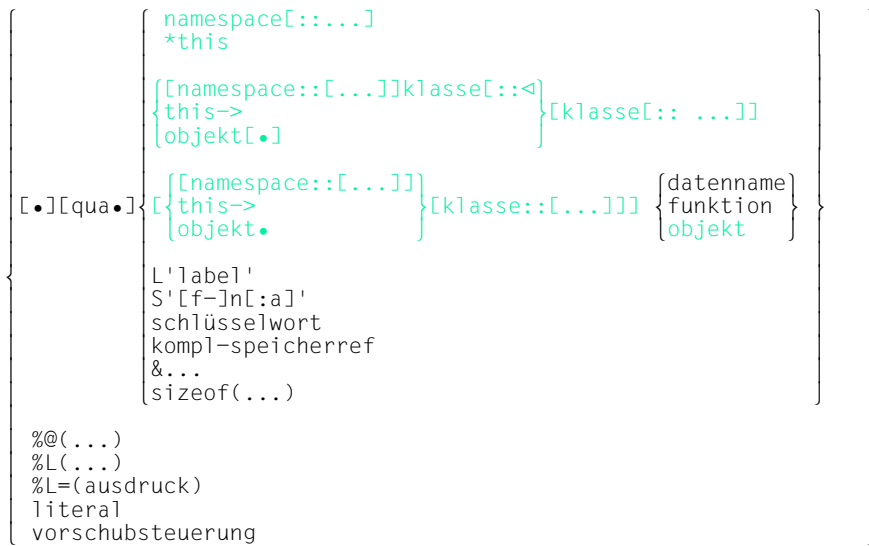 namespace[::...]
*this
[namespace::[...]]klasse[::⊲
this->
[klasse[:: ...]]
objekt[•]
[namespace::[...]]
datenname
[•][qua•]
[
this->
[klasse::[...]]]
funktion
objekt•
objekt
L'label'
S'[f-]n[:a]'
schlüsselwort
kompl-speicherref
&...
sizeof(...)
%@(...)
%L(...)
%L=(ausdruck)
literal
vorschubsteuerung